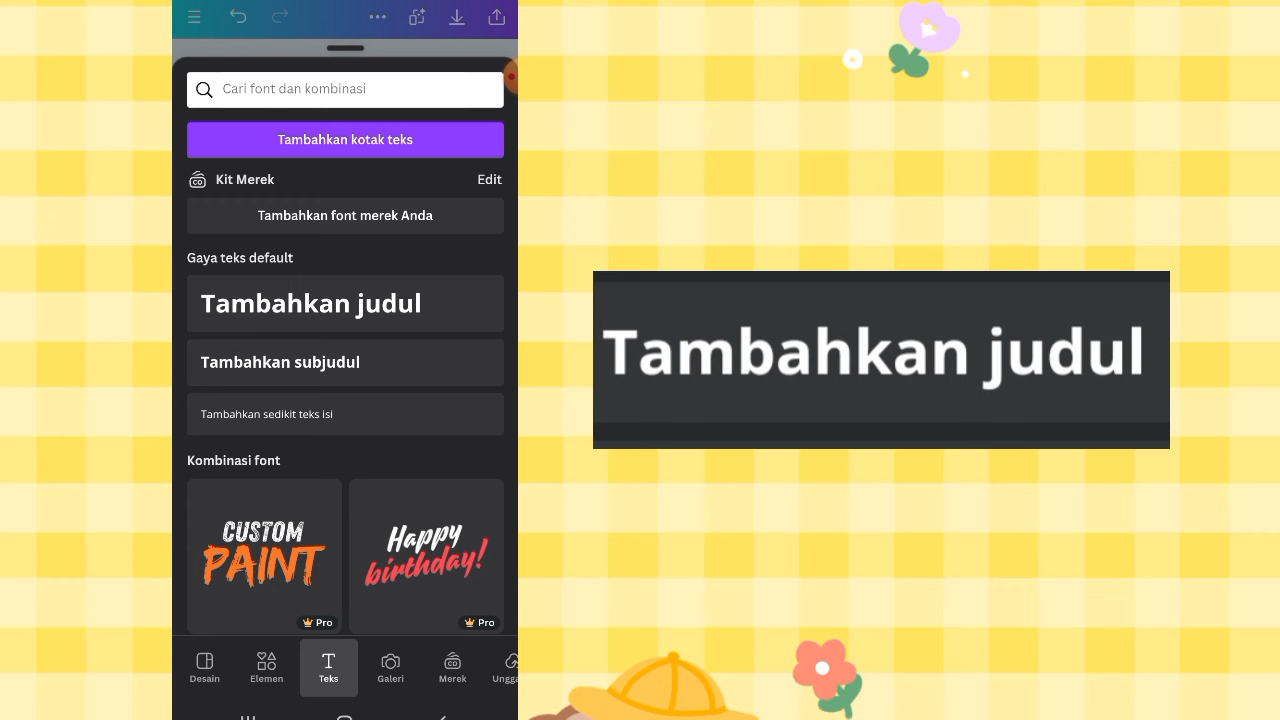 Cari font dan kombinasi
Tambahkan kotak teks
Kit Merek
Edit
Tambahkan font merek Anda
Gaya teks default
Tambahkan judul
Tambahkan subjudul
Tambahkan sedikit teks isi
Kombinasi font
CUSTOM
PAINT
Pro
Happy
birthday!
Pro
Desain
Elemen
Teks
Galeri
Merek
Tambahkan judul